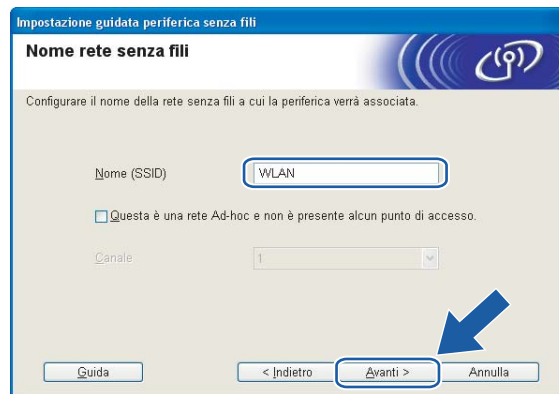 Impostazione guidata periferica senza fili
Nome rete senza fili
Configurare il nome della rete senza fili a cui la periferica verrà associata.
Nome (SSID) WLAN
Questa è una rete Ad-hoc e non è presente alcun punto di accesso.
Canale 1
Guida < Indietro Avanti > Annulla